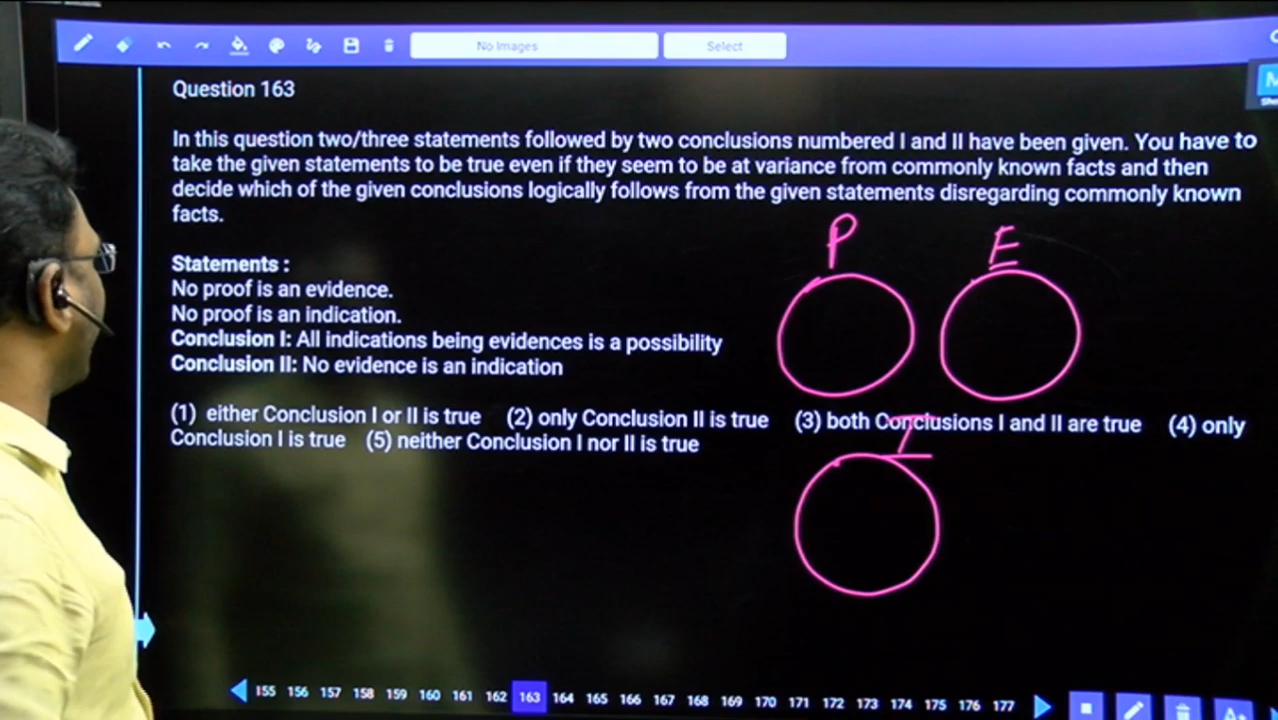 No Images
Select
Question 163
In this question two/three statements followed by two conclusions numbered I and II have been given. You have to
take the given statements to be true even if they seem to be at variance from commonly known facts and then
decide which of the given conclusions logically follows from the given statements disregarding commonly known
facts.
P
E
Statements :
No proof is an evidence.
No proof is an indication.
Conclusion I: All indications being evidences is a possibility
Conclusion II: No evidence is an indication
(1) either Conclusion I or II is true (2) only Conclusion II is true (3) both Conclusions I and II are true (4) only
Conclusion I is true (5) neither Conclusion I nor II is true
I
155 156 157 158 159 160 161 162 163 164 165 166 167 168 169 170 171 172 173 174 175 176 177